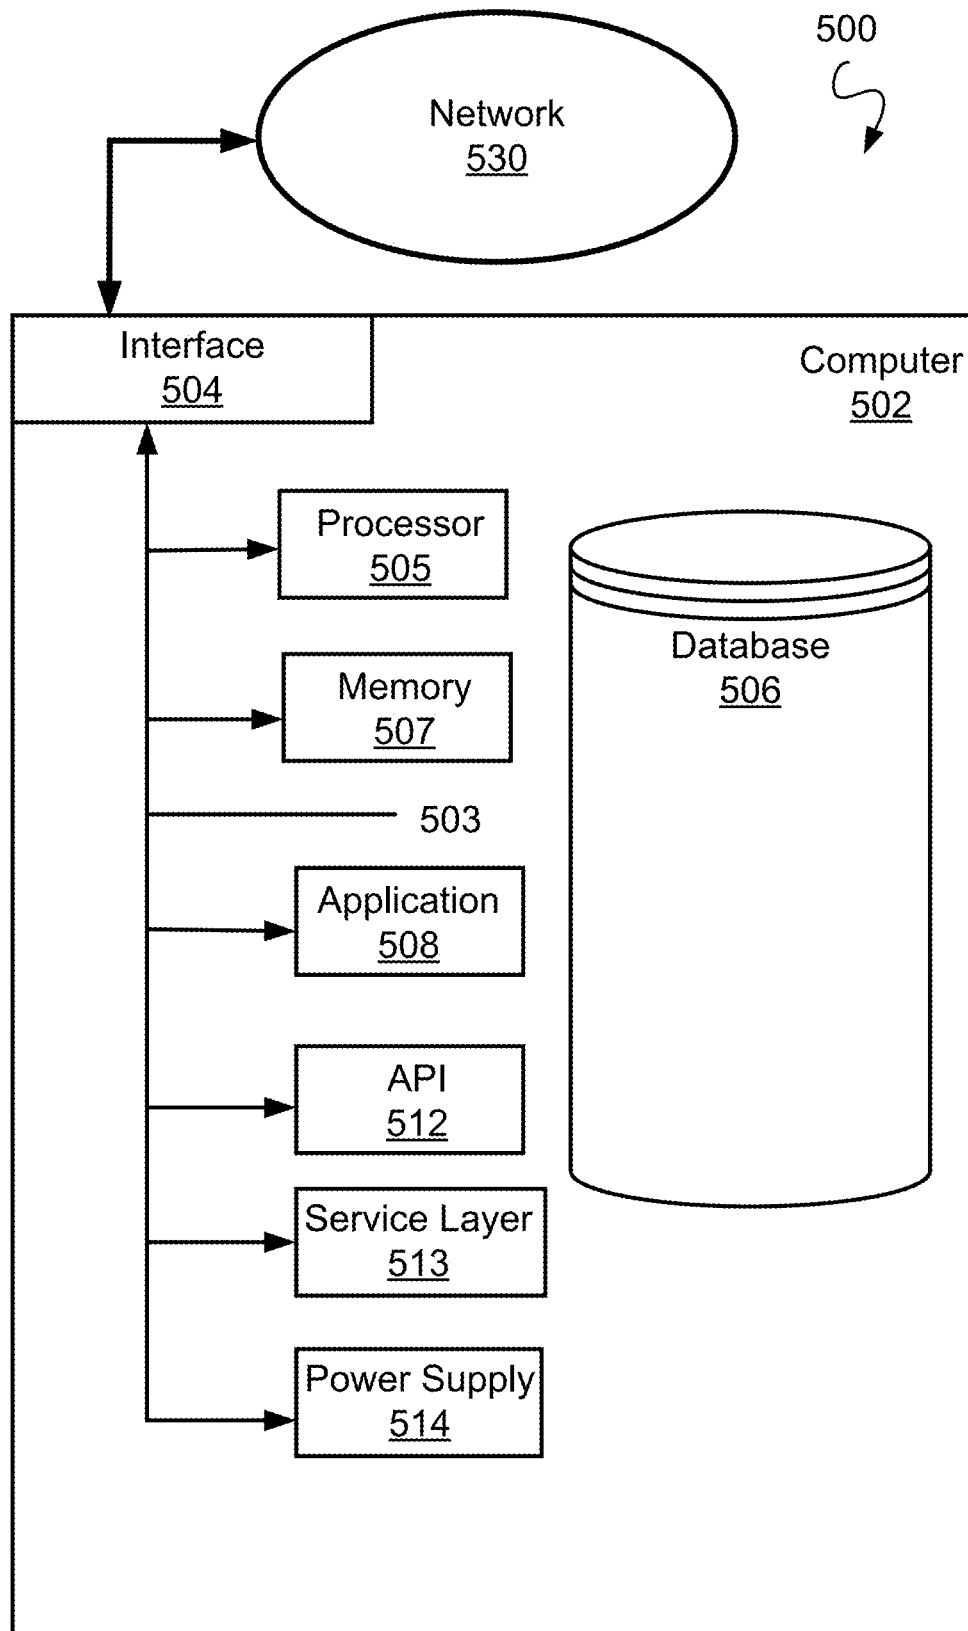 500
Network
530
Interface
504
Computer
502
Processor
505
Database
506
Memory
507
503
Application
508
API
512
Service Layer
513
Power Supply
514